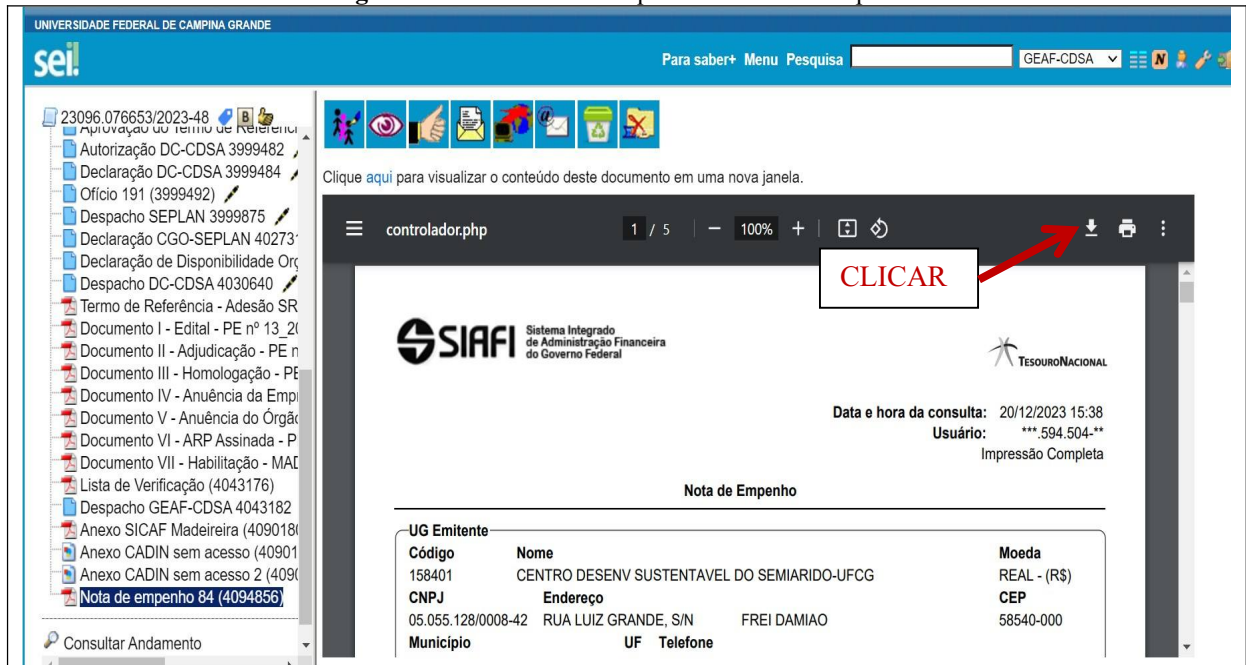 UNIVERSIDADE FEDERAL DE CAMPINA GRANDE
sei!
Para saber+ Menu Pesquisa
GEAF-CDSA
N
23096.076653/2023-48
B
Aprovação do Termo de Referênci
Autorização DC-CDSA 3999482
Declaração DC-CDSA 3999484
Ofício 191 (3999492)
Despacho SEPLAN 3999875
Declaração CGO-SEPLAN 402731
Declaração de Disponibilidade Orç
Despacho DC-CDSA 4030640
Termo de Referência - Adesão SR
Documento I - Edital - PE nº 13_20
Documento II - Adjudicação - PE n
Documento III - Homologação - PE
Documento IV - Anuência da Empr
Documento V - Anuência do Órgão
Documento VI - ARP Assinada - P
Documento VII - Habilitação - MAD
Lista de Verificação (4043176)
Despacho GEAF-CDSA 4043182
Anexo SICAF Madeireira (4090180
Anexo CADIN sem acesso (40901
Anexo CADIN sem acesso 2 (4090
Nota de empenho 84 (4094856)
Consultar Andamento
Clique aqui para visualizar o conteúdo deste documento em uma nova janela.
controlador.php
1 / 5
100%
CLICAR
SIAFI
Sistema Integrado
de Administração Financeira
do Governo Federal
TESOURONACIONAL
Data e hora da consulta: 20/12/2023 15:38
Usuário: ***.594.504-**
Impressão Completa
Nota de Empenho
UG Emitente
Código Nome Moeda
158401 CENTRO DESENV SUSTENTAVEL DO SEMIARIDO-UFCG REAL - (R$)
CNPJ Endereço CEP
05.055.128/0008-42 RUA LUIZ GRANDE, S/N FREI DAMIAO 58540-000
Município UF Telefone